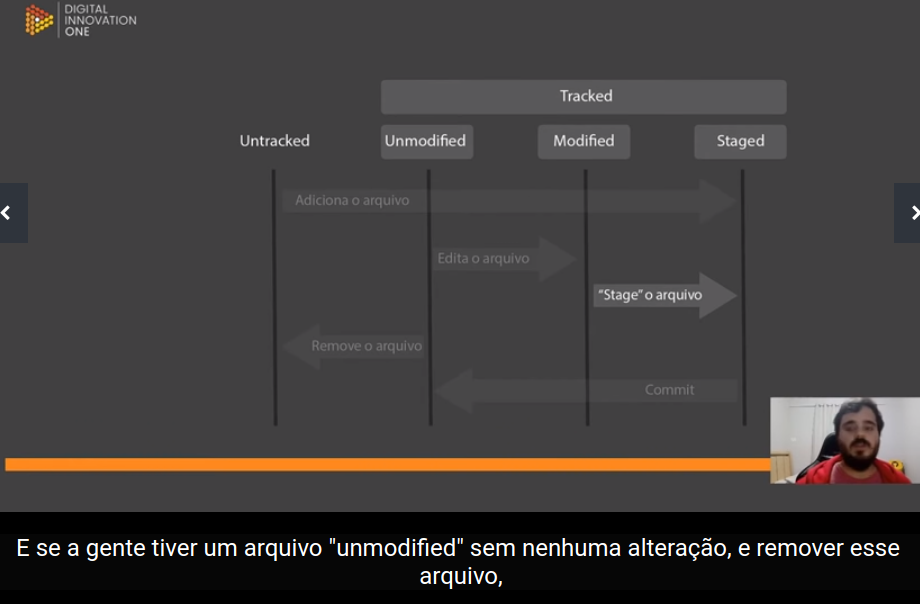 DIGITAL
INNOVATION
ONE
Tracked
Untracked
Unmodified
Modified
Staged
Adiciona o arquivo
Edita o arquivo
“Stage” o arquivo
Remove o arquivo
Commit
E se a gente tiver um arquivo "unmodified" sem nenhuma alteração, e remover esse
arquivo,